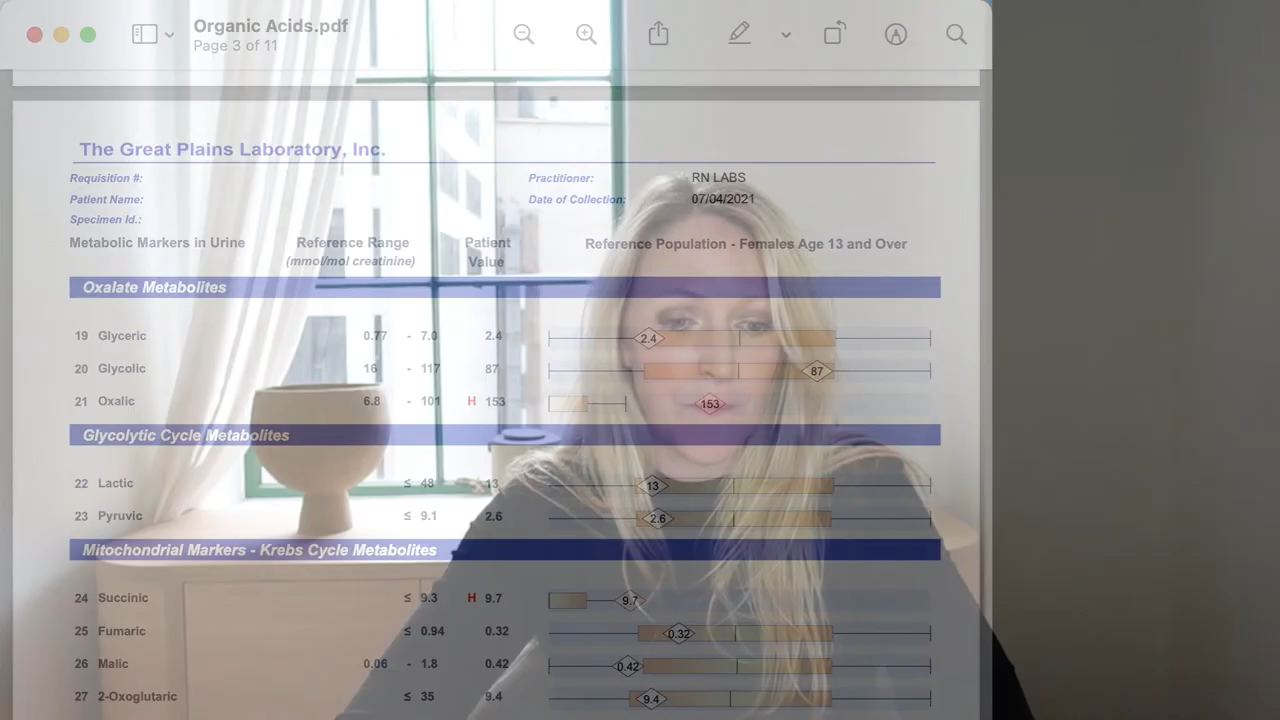 Organic Acids.pdf
Page 3 of 11
The Great Plains Laboratory, Inc.
Requisition #: Practitioner: RN LABS
Patient Name: Date of Collection: 07/04/2021
Specimen Id.:
Metabolic Markers in Urine Reference Range Patient Reference Population - Females Age 13 and Over
(mmol/mol creatinine) Value
Oxalate Metabolites
19 Glyceric 0.77 - 7.0 2.4 2.4
20 Glycolic 16 - 117 87 87
21 Oxalic 6.8 - 101 H 153 153
Glycolytic Cycle Metabolites
22 Lactic ≤ 48 13 13
23 Pyruvic ≤ 9.1 2.6 2.6
Mitochondrial Markers - Krebs Cycle Metabolites
24 Succinic ≤ 9.3 H 9.7 9.7
25 Fumaric ≤ 0.94 0.32 0.32
26 Malic 0.06 - 1.8 0.42 0.42
27 2-Oxoglutaric ≤ 35 9.4 9.4